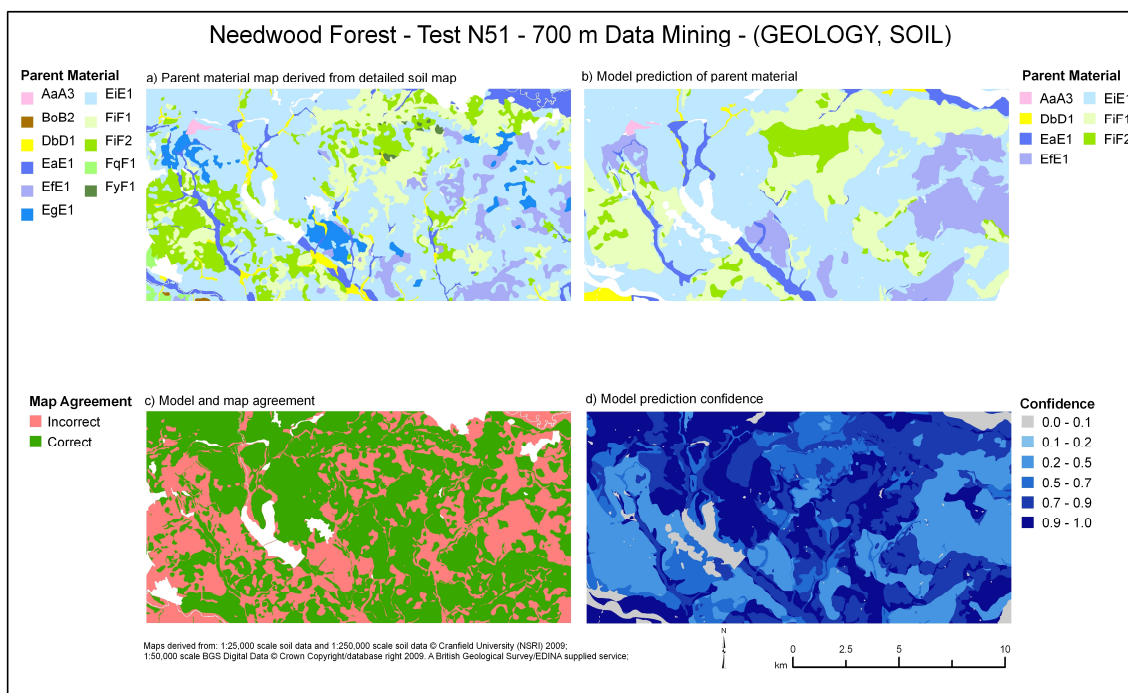 Needwood Forest - Test N51 - 700 m Data Mining - (GEOLOGY, SOIL)
Parent Material
AaA3 EiE1
BoB2 FiF1
DbD1 FiF2
EaE1 FqF1
EfE1 FyF1
EgE1
a) Parent material map derived from detailed soil map
b) Model prediction of parent material
Parent Material
AaA3 EiE1
DbD1 FiF1
EaE1 FiF2
EfE1
Map Agreement
Incorrect
Correct
c) Model and map agreement
d) Model prediction confidence
Confidence
0.0 - 0.1
0.1 - 0.2
0.2 - 0.5
0.5 - 0.7
0.7 - 0.9
0.9 - 1.0
Maps derived from: 1:25,000 scale soil data and 1:250,000 scale soil data © Cranfield University (NSRI) 2009;
1:50,000 scale BGS Digital Data © Crown Copyright/database right 2009. A British Geological Survey/EDINA supplied service;
N
0 2.5 5 10
km